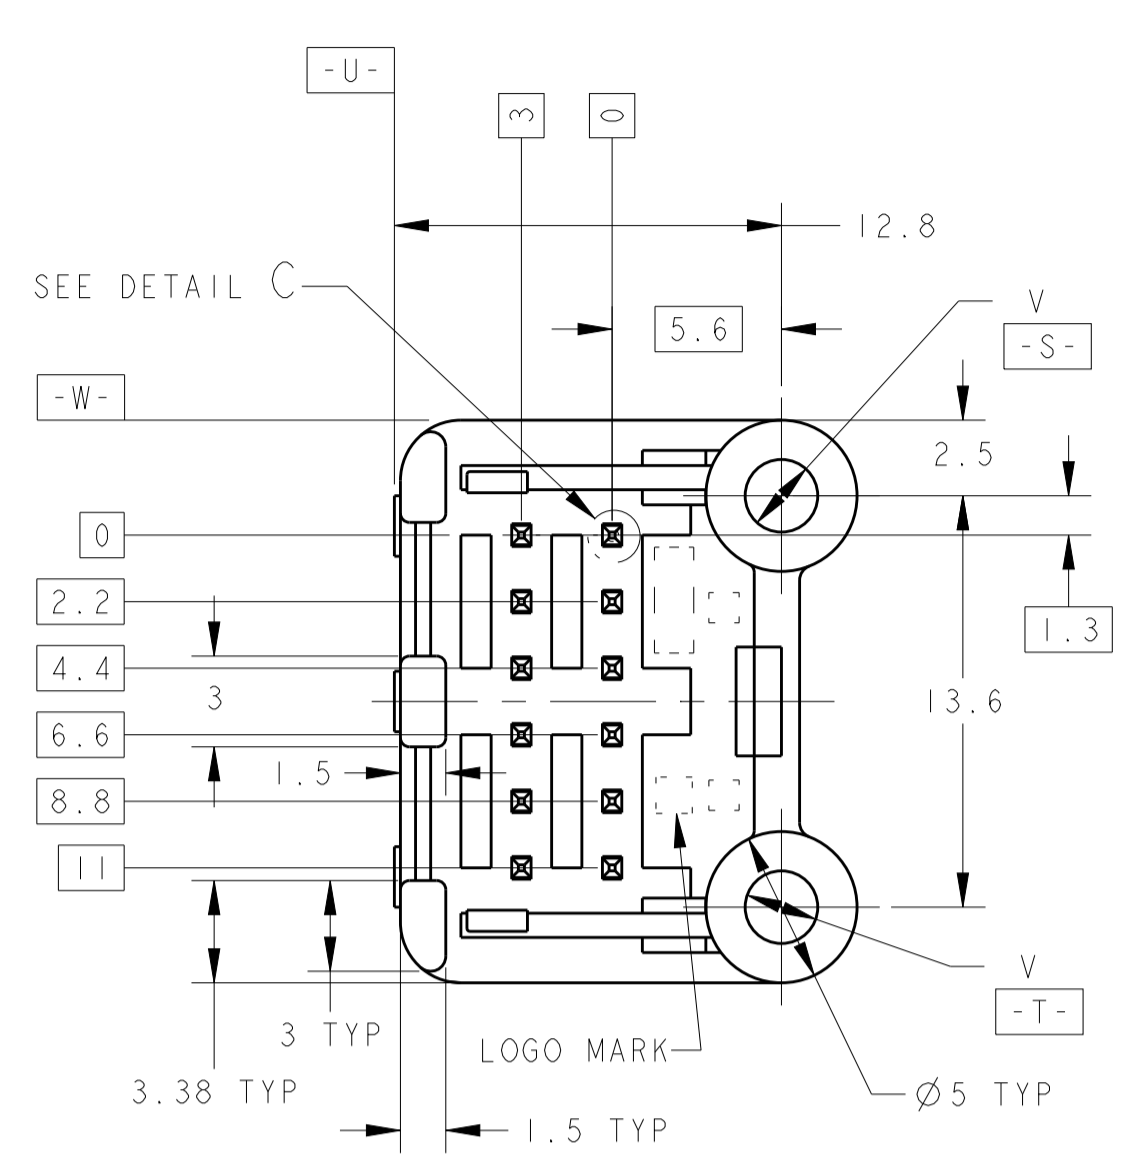 -U-
3
0
12.8
SEE DETAIL C
V
5.6
-S-
-W-
2.5
0
2.2
1.3
4.4
3
13.6
6.6
1.5
8.8
11
V
-T-
3 TYP
LOGO MARK
3.38 TYP
Ø5 TYP
1.5 TYP